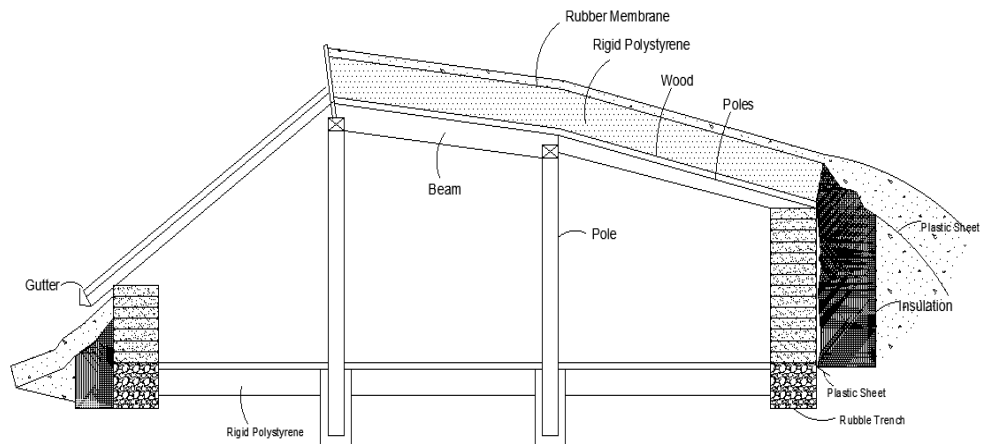 Rubber Membrane
Rigid Polystyrene
Wood
Poles
Beam
Pole
Plastic Sheet
Gutter
Insulation
Plastic Sheet
Rubble Trench
Rigid Polystyrene